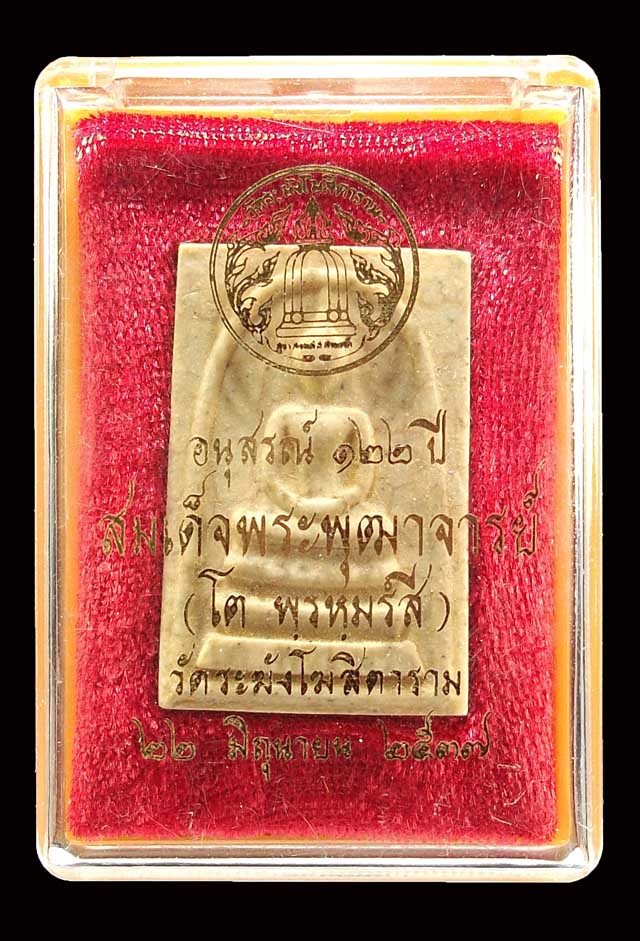 อนุสรณ์ ๑๒๒ ปี
สมเด็จพระพุฒาจารย์
(โต พฺรหฺมรํสี)
วัดระฆังโฆสิตาราม
๒๒ มิถุนายน ๒๕๓๗